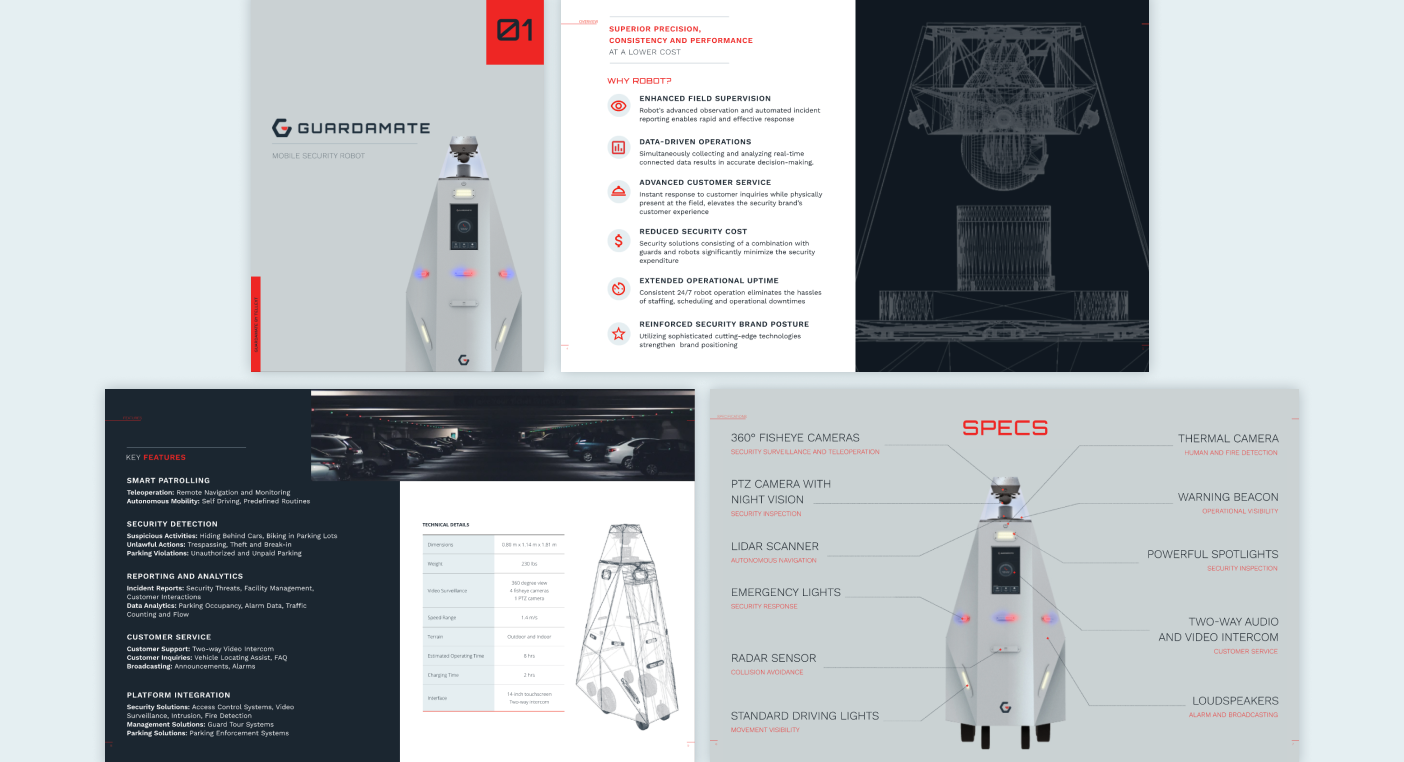 01
GUARDAMATE
MOBILE SECURITY ROBOT
SUPERIOR PRECISION,
CONSISTENCY AND PERFORMANCE
AT A LOWER COST
WHY ROBOT?
ENHANCED FIELD SUPERVISION
Robot's advanced observation and automated incident
reporting enables rapid and effective response
DATA-DRIVEN OPERATIONS
Simultaneously collecting and analyzing real-time
connected data results in accurate decision-making.
ADVANCED CUSTOMER SERVICE
Instant response to customer inquiries while physically
present at the field, elevates the security brand's
customer experience
REDUCED SECURITY COST
Security solutions consisting of a combination with
guards and robots significantly minimize the security
expenditure
EXTENDED OPERATIONAL UPTIME
Consistent 24/7 robot operation eliminates the hassles
of staffing, scheduling and operational downtimes
REINFORCED SECURITY BRAND POSTURE
Utilizing sophisticated cutting-edge technologies
strengthen brand positioning
KEY FEATURES
SMART PATROLLING
Teleoperation: Remote Navigation and Monitoring
Autonomous Mobility: Self Driving, Predefined Routines
SECURITY DETECTION
Suspicious Activities: Hiding Behind Cars, Biking in Parking Lots
Unlawful Actions: Trespassing, Theft and Break-in
Parking Violations: Unauthorized and Unpaid Parking
REPORTING AND ANALYTICS
Incident Reports: Security Threats, Facility Management,
Customer Interactions
Data Analytics: Parking Occupancy, Alarm Data, Traffic
Counting and Flow
CUSTOMER SERVICE
Customer Support: Two-way Video Intercom
Customer Inquiries: Vehicle Locating Assist, FAQ
Broadcasting: Announcements, Alarms
PLATFORM INTEGRATION
Security Solutions: Access Control Systems, Video
Surveillance, Intrusion, Fire Detection
Management Solutions: Guard Tour Systems
Parking Solutions: Parking Enforcement Systems
TECHNICAL DETAILS
Dimensions 0.88 m x 1.14 m x 1.81 m
Weight 230 lbs
Video Surveillance 360 degree view
4 fisheye cameras
1 PTZ camera
Speed Range 1.4 m/s
Terrain Outdoor and indoor
Estimated Operating Time 6 hrs
Charging Time 2 hrs
Interface 14 inch touchscreen
Two-way intercom
SPECS
360° FISHEYE CAMERAS
SECURITY SURVEILLANCE AND TELEOPERATION
PTZ CAMERA WITH
NIGHT VISION
SECURITY INSPECTION
LIDAR SCANNER
AUTONOVIOUS NAVIGATION
EMERGENCY LIGHTS
SECURITY RESPONSE
RADAR SENSOR
COLLISION AVOIDANCE
STANDARD DRIVING LIGHTS
MOVEMENT VISIBILITY
THERMAL CAMERA
HUMAN AND FIRE DETECTION
WARNING BEACON
OPERATIONAL VISIBILITY
POWERFUL SPOTLIGHTS
SECURITY INSPECTION
TWO-WAY AUDIO
AND VIDEO INTERCOM
CUSTOMER SERVICE
LOUDSPEAKERS
ALARM AND BROADCASTING